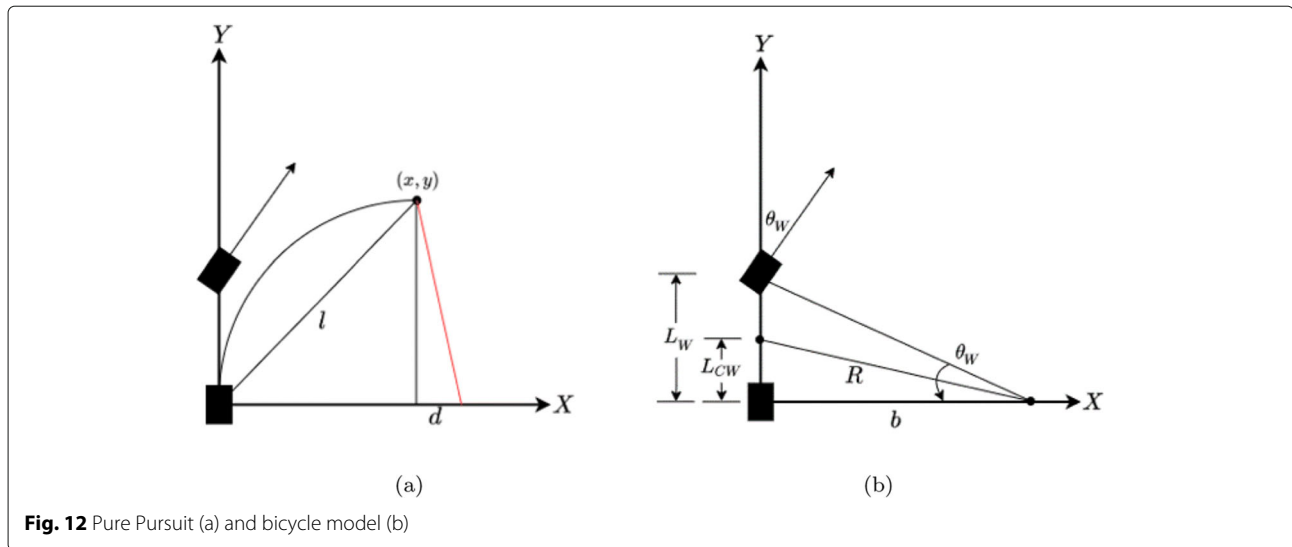 Y
(x, y)
l
d
X
(a)
Y
θ_W
L_W
L_CW
θ_W
R
b
X
(b)
Fig. 12 Pure Pursuit (a) and bicycle model (b)